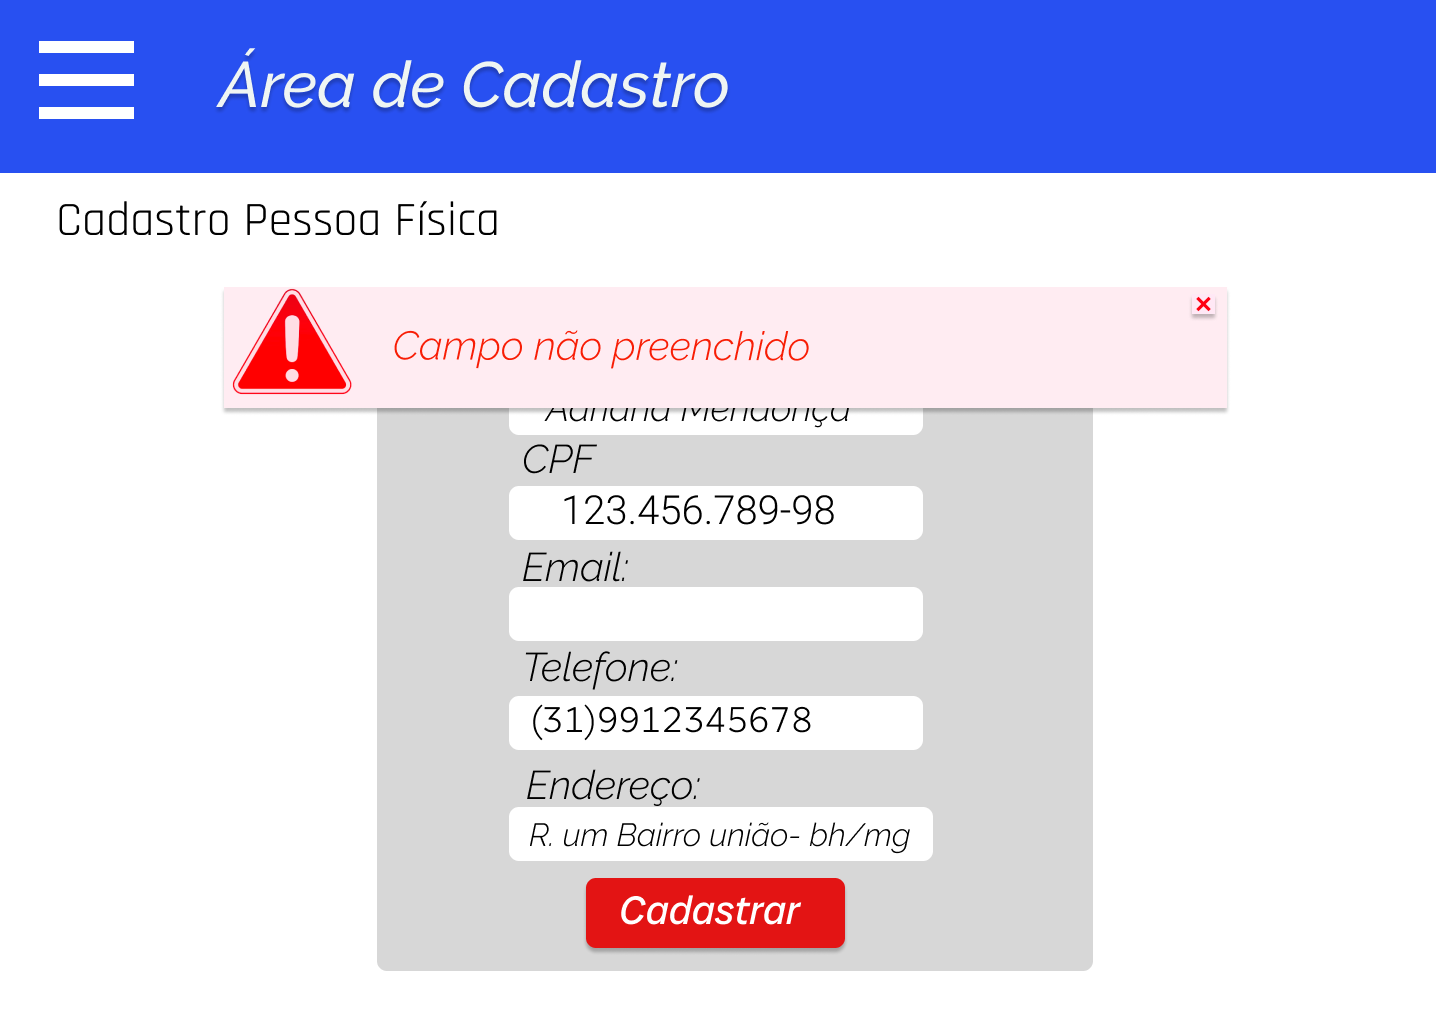 Área de Cadastro
Cadastro Pessoa Física
Campo não preenchido
Adriana Mendonça
CPF
123.456.789-98
Email:
Telefone:
(31)9912345678
Endereço:
R. um Bairro união- bh/mg
Cadastrar